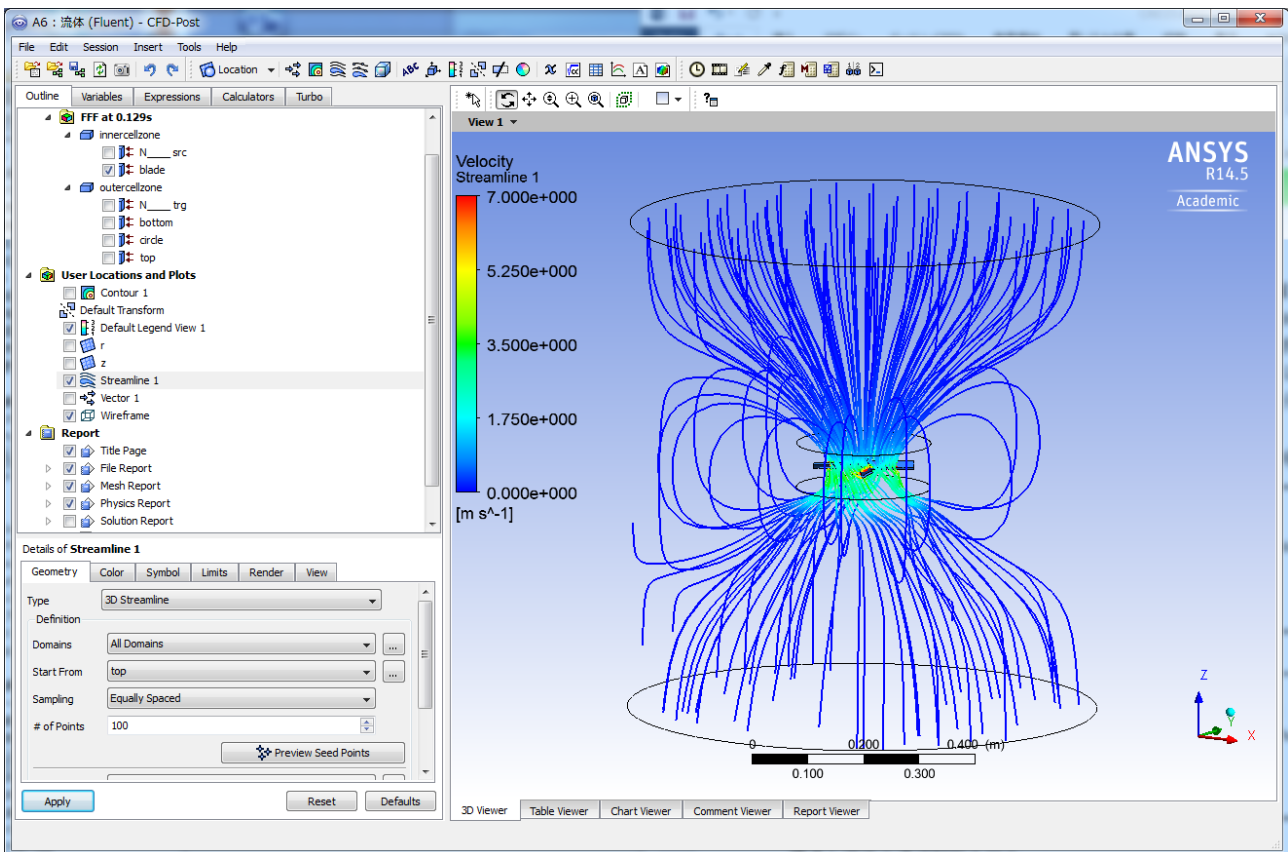 A6 : 流体 (Fluent) - CFD-Post
File Edit Session Insert Tools Help
Location
Outline Variables Expressions Calculators Turbo
FFF at 0.129s
innercellzone
N____ src
blade
outercellzone
N____ trg
bottom
circle
top
User Locations and Plots
Contour 1
Default Transform
Default Legend View 1
r
z
Streamline 1
Vector 1
Wireframe
Report
Title Page
File Report
Mesh Report
Physics Report
Solution Report
Details of Streamline 1
Geometry Color Symbol Limits Render View
Type 3D Streamline
Definition
Domains All Domains ...
Start From top ...
Sampling Equally Spaced
# of Points 100
Preview Seed Points
Apply Reset Defaults
View 1
Velocity
Streamline 1
7.000e+000
5.250e+000
3.500e+000
1.750e+000
0.000e+000
[m s^-1]
ANSYS
R14.5
Academic
0 0.200 0.400 (m)
0.100 0.300
Z
X
3D Viewer Table Viewer Chart Viewer Comment Viewer Report Viewer